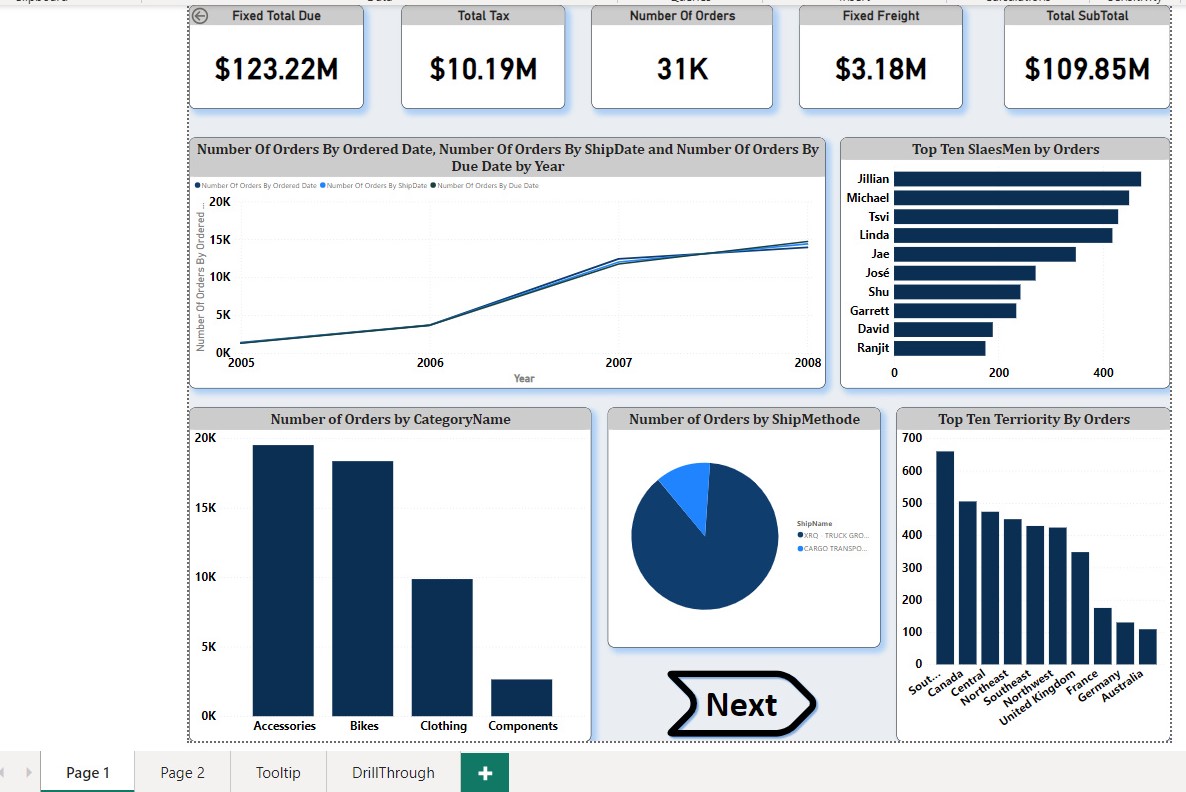 Fixed Total Due
$123.22M
Total Tax
$10.19M
Number Of Orders
31K
Fixed Freight
$3.18M
Total SubTotal
$109.85M
Number Of Orders By Ordered Date, Number Of Orders By ShipDate and Number Of Orders By
Due Date by Year
Number Of Orders By Ordered Date
Number Of Orders By ShipDate
Number Of Orders By Due Date
Number Of Orders By Ordered ...
20K
15K
10K
5K
0K
2005
2006
2007
2008
Year
Top Ten SlaesMen by Orders
Jillian
Michael
Tsvi
Linda
Jae
José
Shu
Garrett
David
Ranjit
0
200
400
Number of Orders by CategoryName
20K
15K
10K
5K
0K
Accessories
Bikes
Clothing
Components
Number of Orders by ShipMethode
ShipName
XRQ - TRUCK GRO...
CARGO TRANSPO...
Next
Top Ten Terriority By Orders
700
600
500
400
300
200
100
0
Sout...
Canada
Central
Northeast
Southeast
Northwest
United Kingdom
France
Germany
Australia
Page 1
Page 2
Tooltip
DrillThrough